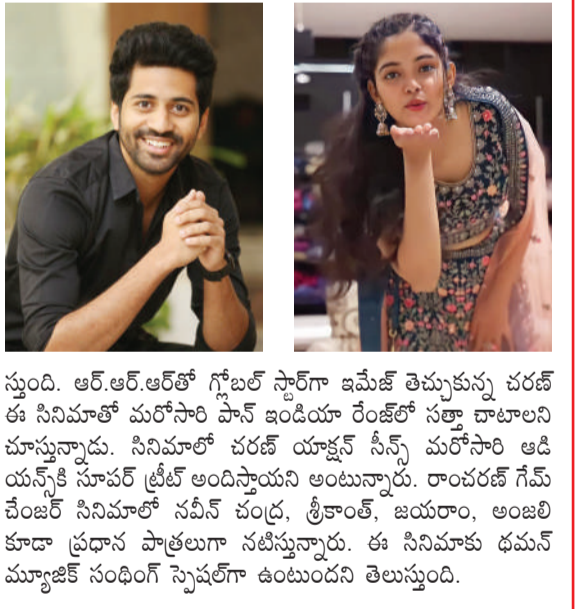 స్తుంది. ఆర్.ఆర్.ఆర్‌తో గ్లోబల్ స్టార్‌గా ఇమేజ్ తెచ్చుకున్న చరణ్
ఈ సినిమాతో మరోసారి పాన్ ఇండియా రేంజ్‌లో సత్తా చాటాలని
చూస్తున్నాడు. సినిమాలో చరణ్ యాక్షన్ సీన్స్ మరోసారి ఆడి
యన్స్‌కి సూపర్ ట్రీట్ అందిస్తాయని అంటున్నారు. రాంచరణ్ గేమ్
చేంజర్ సినిమాలో నవీన్ చంద్ర, శ్రీకాంత్, జయరాం, అంజలి
కూడా ప్రధాన పాత్రలుగా నటిస్తున్నారు. ఈ సినిమాకు థమన్
మ్యూజిక్ సంథింగ్ స్పెషల్‌గా ఉంటుందని తెలుస్తుంది.